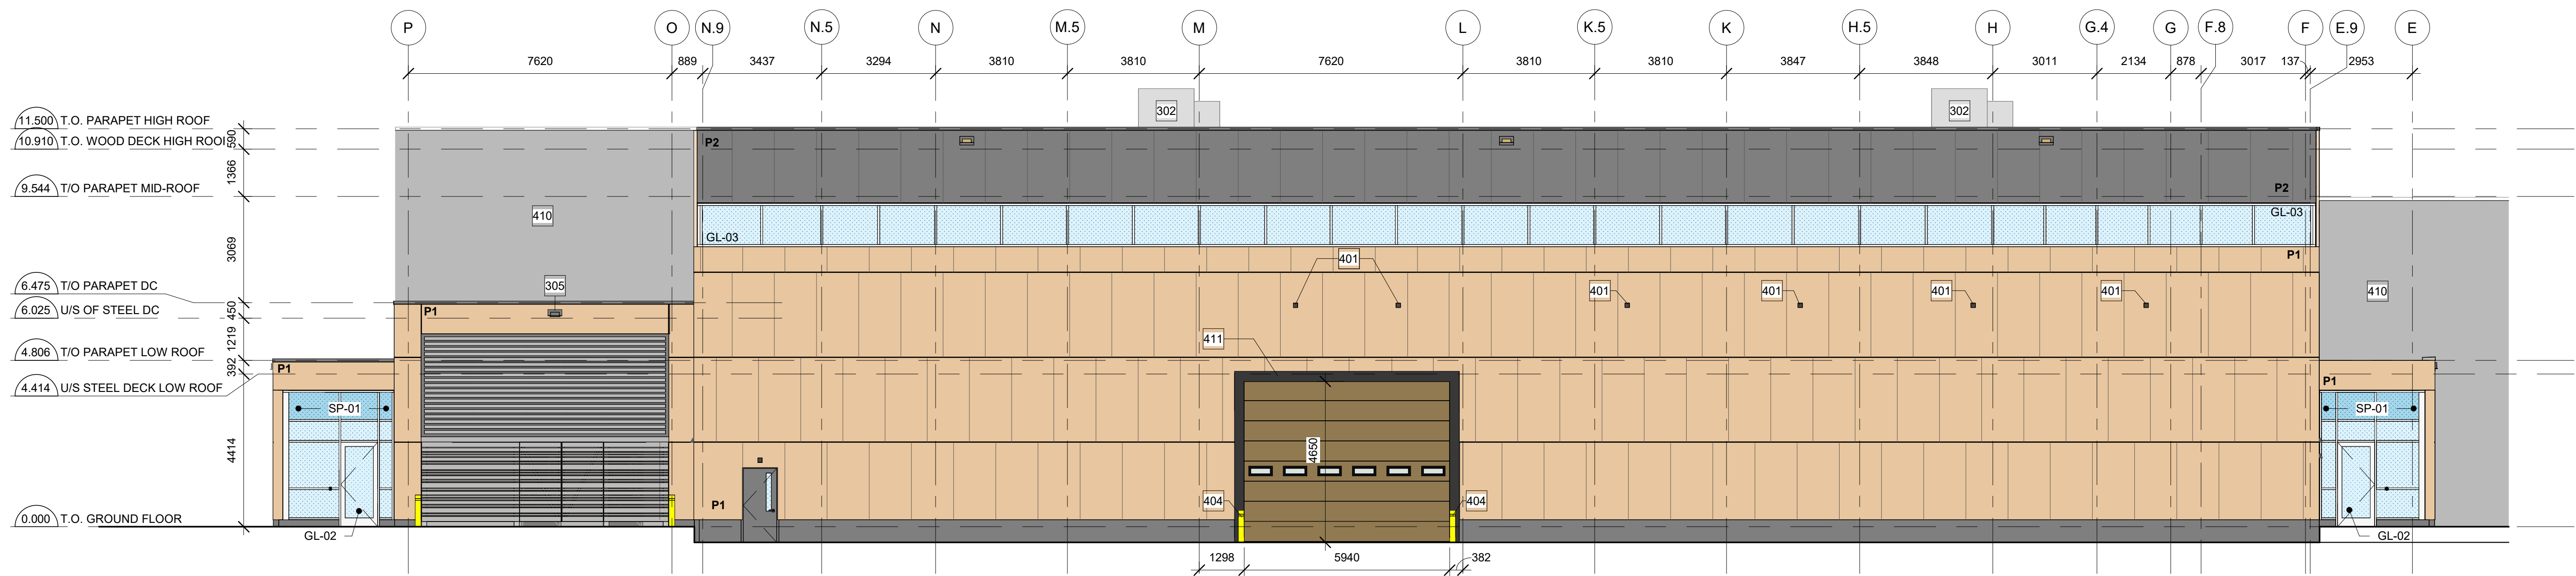 P O N.9 N.5 N M.5 M L K.5 K H.5 H G.4 G F.8 F E.9 E
7620 889 3437 3294 3810 3810 7620 3810 3810 3847 3848 3011 2134 878 3017 137 2953
302 302
11.500 T.O. PARAPET HIGH ROOF
590
10.910 T.O. WOOD DECK HIGH ROOF
P2
1366
9.544 T/O PARAPET MID-ROOF
P2
410
GL-03
GL-03
3069
P1
401
6.475 T/O PARAPET DC
305
401 401 401 401
410
450
6.025 U/S OF STEEL DC
P1
1219
411
4.806 T/O PARAPET LOW ROOF
392
P1
P1
4.414 U/S STEEL DECK LOW ROOF
SP-01
SP-01
4414
4650
P1
404 404
0.000 T.O. GROUND FLOOR
GL-02
GL-02
1298 5940 382